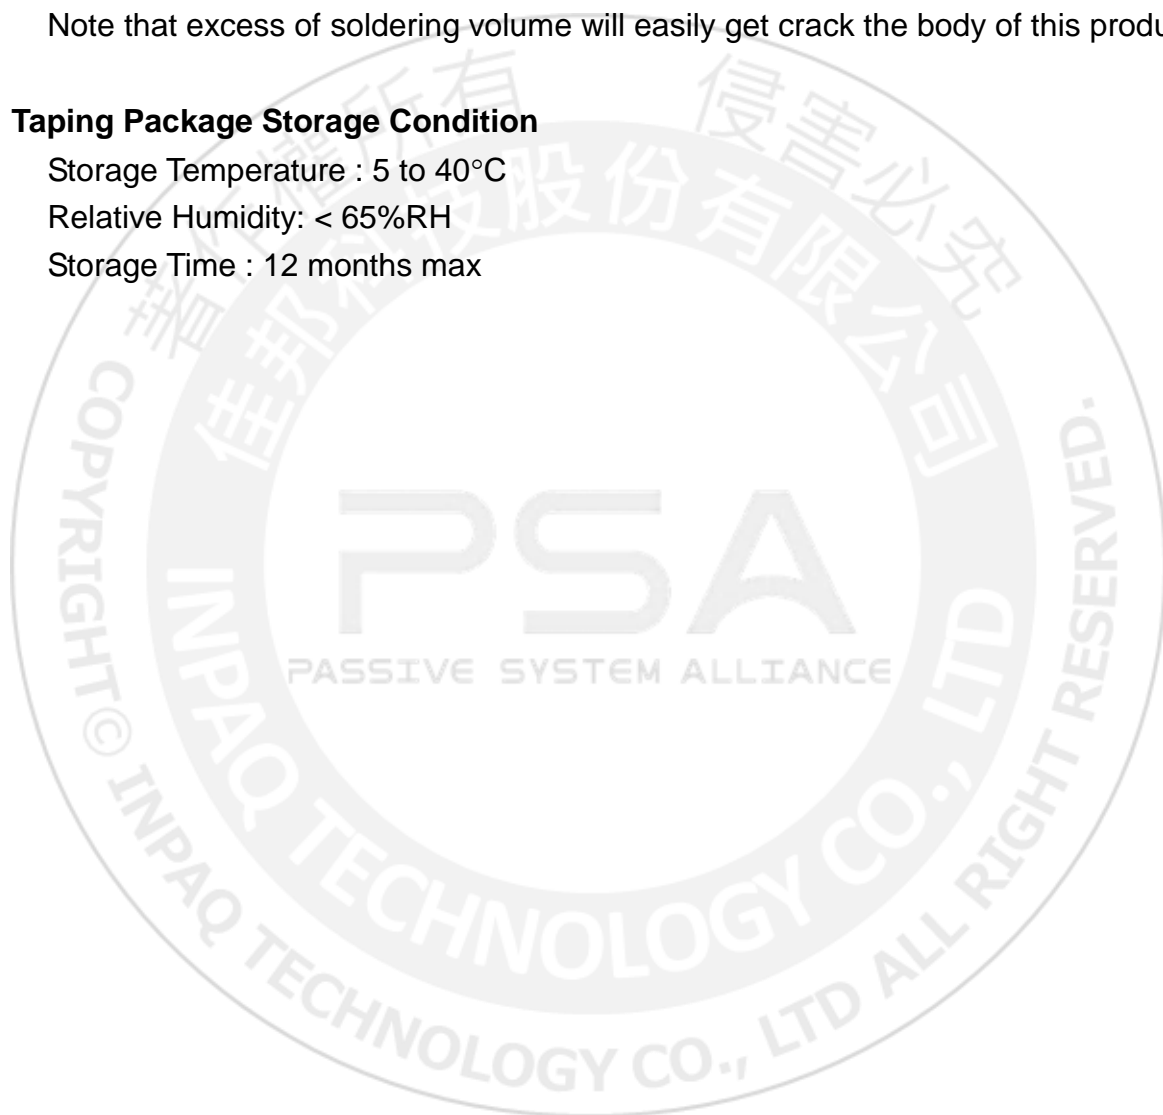 Note that excess of soldering volume will easily get crack the body of this produ
Taping Package Storage Condition
Storage Temperature : 5 to 40°C
Relative Humidity: < 65%RH
Storage Time : 12 months max
著作權所有 侵害必究
佳邦科技股份有限公司
PSA
PASSIVE SYSTEM ALLIANCE
INPAQ TECHNOLOGY CO., LTD
COPYRIGHT© INPAQ TECHNOLOGY CO., LTD ALL RIGHT RESERVED.